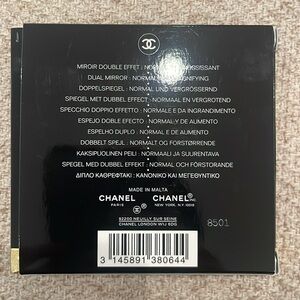 MIROIR DOUBLE EFFET : NORMAL ET GROSSISSANT
DUAL MIRROR : NORMAL AND MAGNIFYING
DOPPELSPIEGEL : NORMAL UND VERGRÖSSERND
SPIEGEL MET DUBBEL EFFECT : NORMAAL EN VERGROTEND
SPECCHIO DOPPIO EFFETTO : NORMALE E DA INGRANDIMENTO
ESPEJO DOBLE EFECTO : NORMAL Y DE AUMENTO
ESPELHO DUPLO : NORMAL E DE AUMENTO
DOBBELT SPEJL : NORMALT OG FORSTØRRENDE
KAKSIPUOLINEN PEILI : NORMAALI JA SUURENTAVA
SPEGEL MED DUBBEL EFFEKT : NORMAL OCH FÖRSTORANDE
ΔΙΠΛΟ ΚΑΘΡΕΦΤΑΚΙ : ΚΑΝΟΝΙΚΟ ΚΑΙ ΜΕΓΕΘΥΝΤΙΚΟ
MADE IN MALTA
CHANEL CHANEL
PARIS NEW YORK, N.Y. 10019
92200 NEUILLY SUR SEINE
CHANEL LONDON W1J 6DG
8501
3 145891 380644